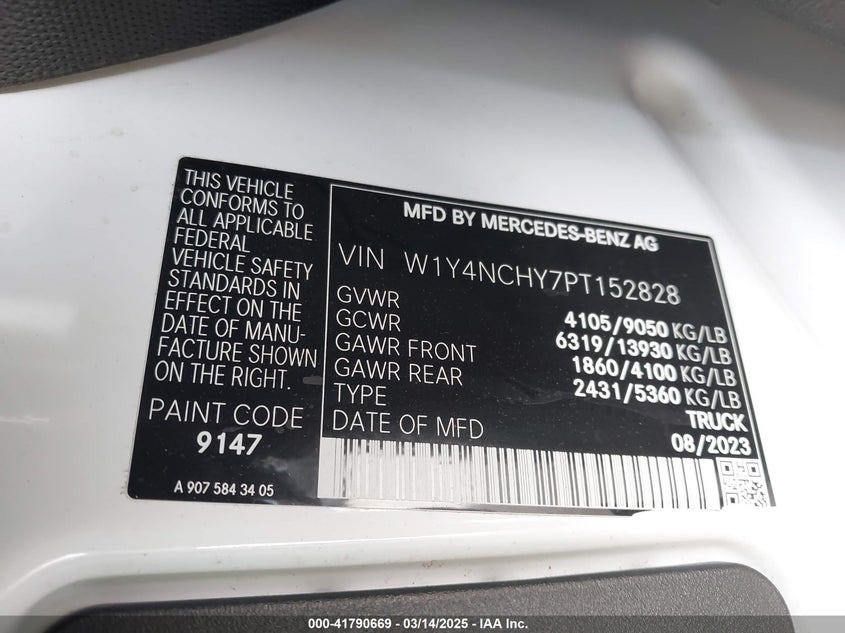 THIS VEHICLE
CONFORMS TO
ALL APPLICABLE
FEDERAL
VEHICLE SAFETY
STANDARDS IN
EFFECT ON THE
DATE OF MANU-
FACTURE SHOWN
ON THE RIGHT.
PAINT CODE
9147
A 907 584 34 05
MFD BY MERCEDES-BENZ AG
VIN W1Y4NCHY7PT152828
GVWR 4105/9050 KG/LB
GCWR 6319/13930 KG/LB
GAWR FRONT 1860/4100 KG/LB
GAWR REAR 2431/5360 KG/LB
TYPE TRUCK
DATE OF MFD 08/2023
000-41790669 - 03/14/2025 - IAA Inc.